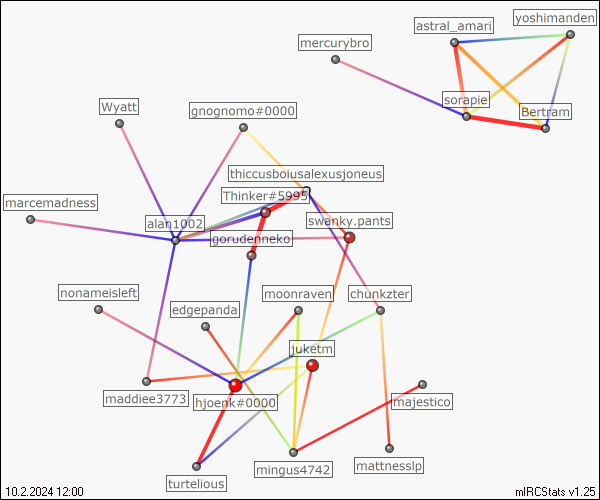 yoshimanden
astral_amari
mercurybro
sorapie
Bertram
Wyatt
gnognomo#0000
thiccusbousalexusjoneus
Thinker#5995
marcemadness
alan1002
swanky.pants
gorudenneko
nonameisleft
moonraven
chunkzter
edgepanda
juketm
maddiee3773
hjoenk#0000
majestico
turtelious
mingus4742
mattnesslp
10.2.2024 12:00
mIRCStats v1.25